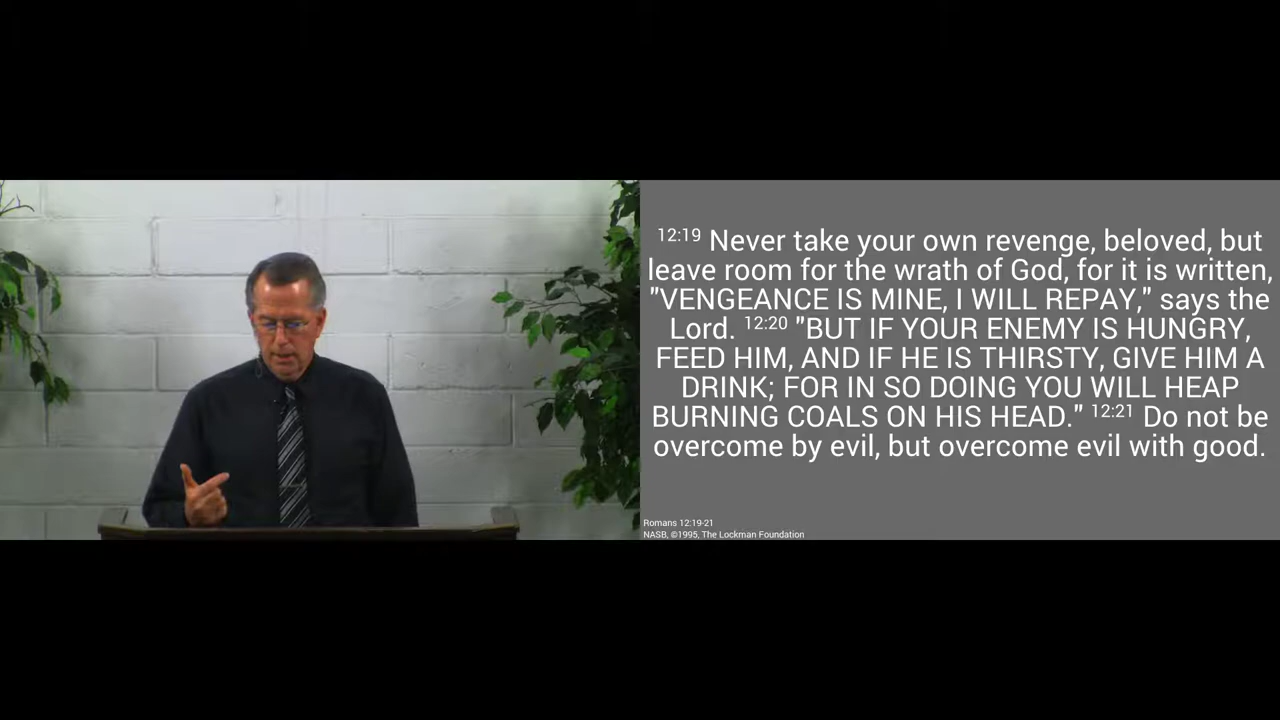 12:19 Never take your own revenge, beloved, but
leave room for the wrath of God, for it is written,
"VENGEANCE IS MINE, I WILL REPAY," says the
Lord. 12:20 "BUT IF YOUR ENEMY IS HUNGRY,
FEED HIM, AND IF HE IS THIRSTY, GIVE HIM A
DRINK; FOR IN SO DOING YOU WILL HEAP
BURNING COALS ON HIS HEAD." 12:21 Do not be
overcome by evil, but overcome evil with good.
Romans 12:19-21
NASB, ©1995, The Lockman Foundation